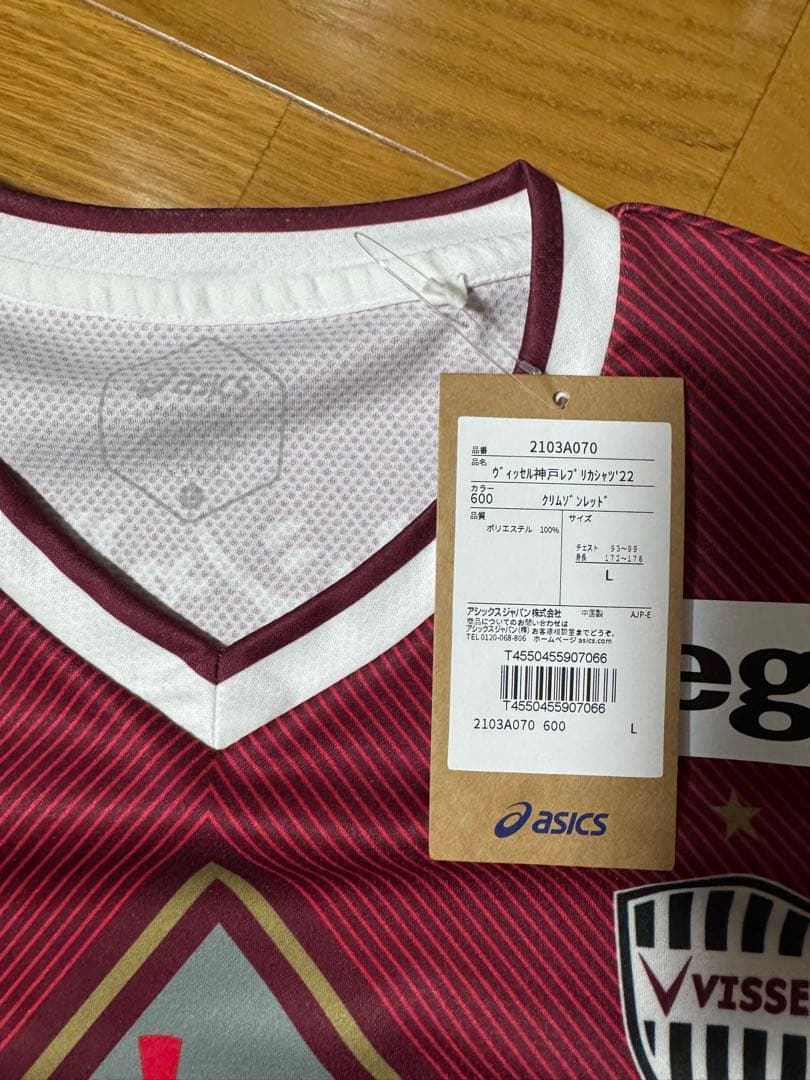 asics
品番 2103A070
品名
ヴィッセル神戸レプリカシャツ'22
カラー
600 クリムゾンレッド
品質 サイズ
ポリエステル 100%
チェスト 93~99
身長 172~178
L
アシックスジャパン株式会社 中国製 AJP-E
商品についてのお問い合わせは
アシックスジャパン(株)お客様相談室までどうぞ。
TEL 0120-068-806 ホームページ asics.com
T4550455907066
T4550455907066
2103A070 600 L
asics
eg
VISSE